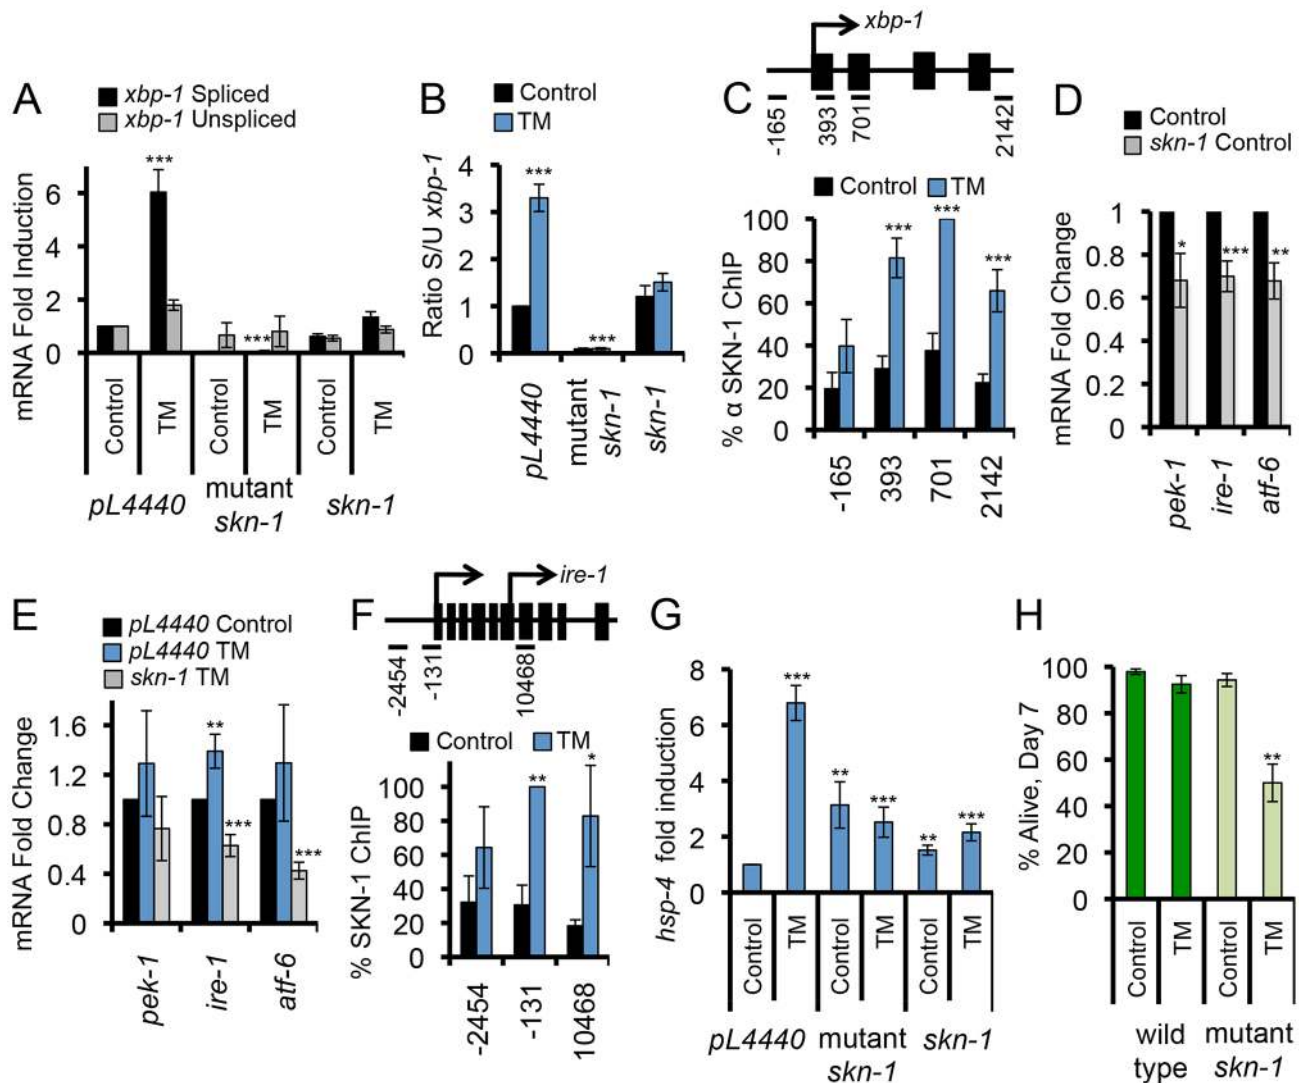 A
xbp-1 Spliced
xbp-1 Unspliced
mRNA Fold Induction
6
4
2
0
***
***
Control
TM
Control
TM
Control
TM
pL4440
mutant
skn-1
skn-1
B
Control
TM
Ratio S/U xbp-1
4
3
2
1
0
***
***
pL4440
mutant
skn-1
skn-1
C
xbp-1
-165
393
701
2142
Control
TM
% α SKN-1 ChIP
100
80
60
40
20
0
***
***
***
-165
393
701
2142
D
Control
skn-1 Control
mRNA Fold Change
1
0.8
0.6
0.4
0.2
0
*
***
**
pek-1
ire-1
atf-6
E
pL4440 Control
pL4440 TM
skn-1 TM
mRNA Fold Change
1.6
1.2
0.8
0.4
0
**
***
***
pek-1
ire-1
atf-6
F
ire-1
-2454
-131
10468
Control
TM
% SKN-1 ChIP
100
80
60
40
20
0
**
*
-2454
-131
10468
G
hsp-4 fold induction
8
6
4
2
0
***
**
***
**
***
Control
TM
Control
TM
Control
TM
pL4440
mutant
skn-1
skn-1
H
% Alive, Day 7
100
80
60
40
20
0
**
Control
TM
Control
TM
wild
type
mutant
skn-1